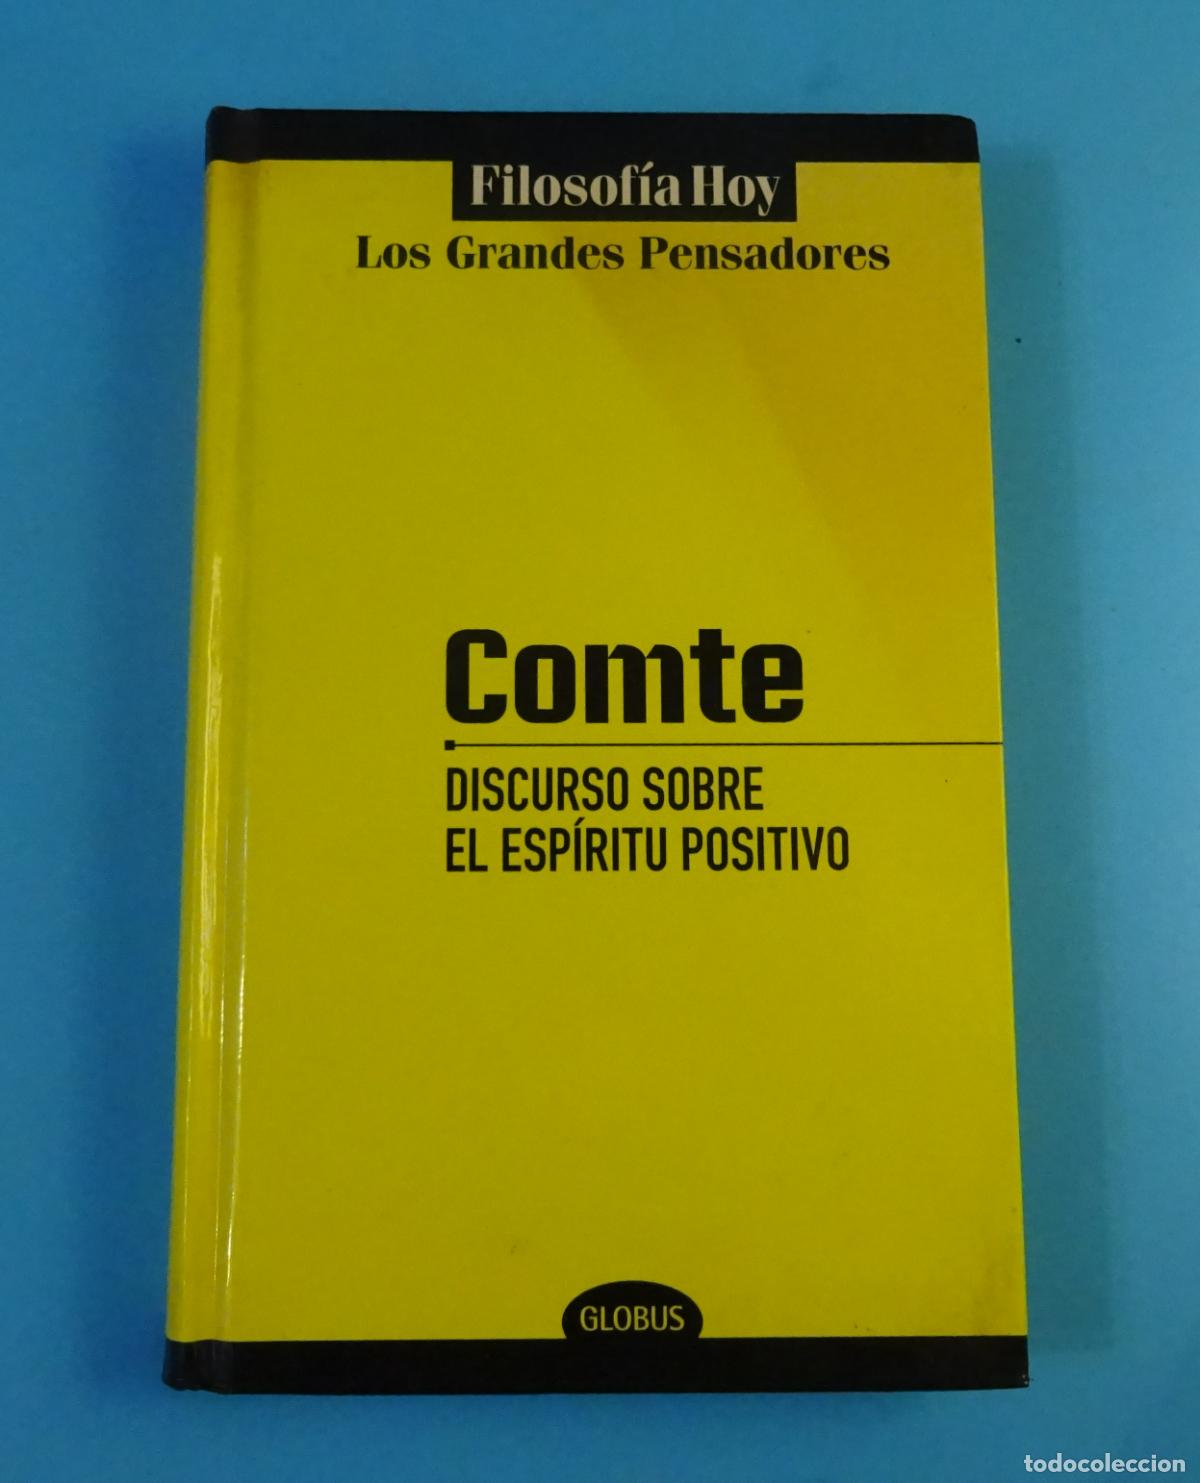 Filosofía Hoy
Los Grandes Pensadores
Comte
DISCURSO SOBRE
EL ESPÍRITU POSITIVO
GLOBUS
todocoleccion